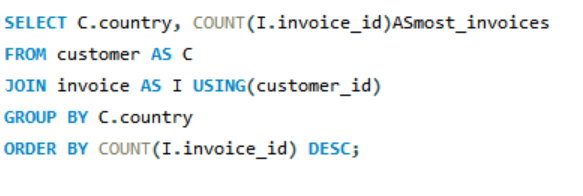 SELECT C.country, COUNT(I.invoice_id)ASmost_invoices
FROM customer AS C
JOIN invoice AS I USING(customer_id)
GROUP BY C.country
ORDER BY COUNT(I.invoice_id) DESC;